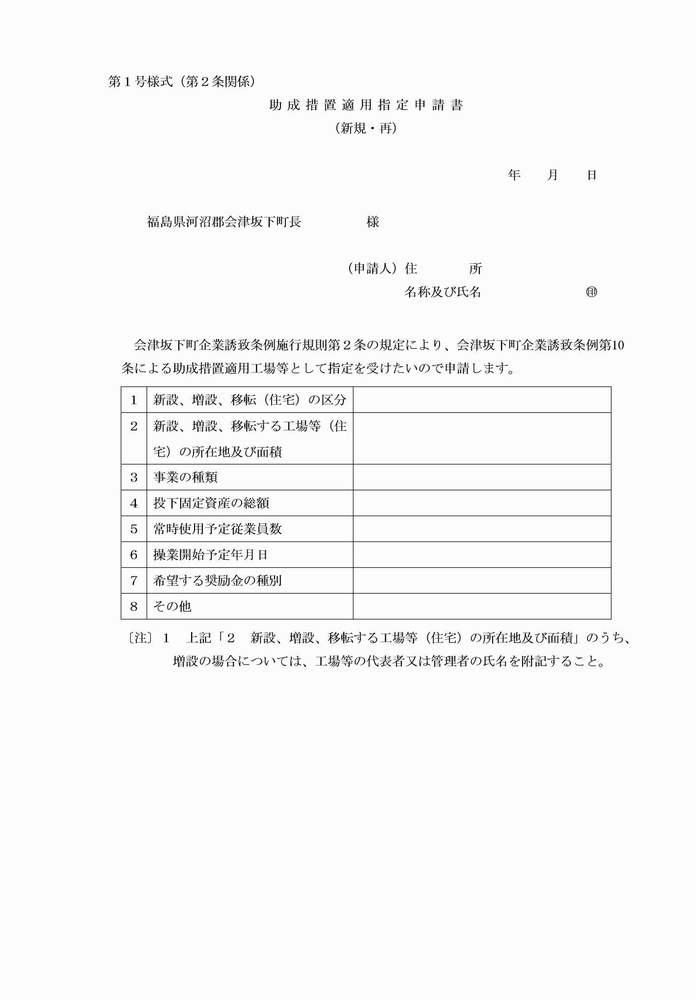 第１号様式（第２条関係）
助成措置適用指定申請書
（新規・再）
年　　月　　日
福島県河沼郡会津坂下町長　　　　　様
（申請人）住　　　　所
名称及び氏名　　　　　　　　㊞
会津坂下町企業誘致条例施行規則第２条の規定により、会津坂下町企業誘致条例第10
条による助成措置適用工場等として指定を受けたいので申請します。
1　新設、増設、移転（住宅）の区分
2　新設、増設、移転する工場等（住
宅）の所在地及び面積
3　事業の種類
4　投下固定資産の総額
5　常時使用予定従業員数
6　操業開始予定年月日
7　希望する奨励金の種別
8　その他
〔注〕１　上記「２　新設、増設、移転する工場等（住宅）の所在地及び面積」のうち、
増設の場合については、工場等の代表者又は管理者の氏名を附記すること。